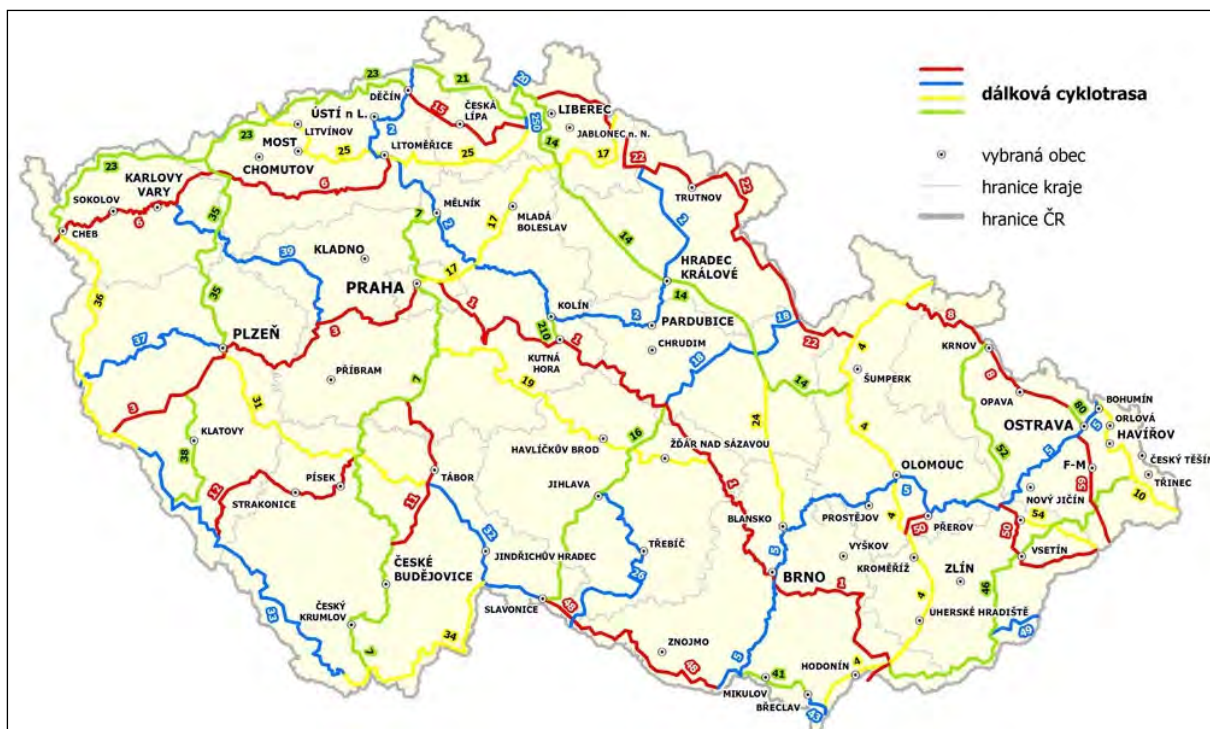 23
21
20
DĚČÍN
ÚSTÍ n L.
15
ČESKÁ
LÍPA
LIBEREC
JABLONEC n. N.
14
23
LITVÍNOV
MOST
CHOMUTOV
25
2
LITOMĚŘICE
25
17
22
TRUTNOV
22
23
KARLOVY
VARY
SOKOLOV
6
CHEB
6
35
7
MĚLNÍK
2
17
MLADÁ
BOLESLAV
14
2
HRADEC
KRÁLOVÉ
14
KLADNO
39
PRAHA
17
36
35
37
PLZEŇ
3
1
KOLÍN
2
PARDUBICE
210
KUTNÁ
HORA
1
CHRUDIM
18
18
22
4
8
KRNOV
8
OPAVA
ŠUMPERK
14
PŘÍBRAM
7
19
3
31
KLATOVY
38
16
HAVLÍČKŮV BROD
ŽĎÁR NAD SÁZAVOU
24
4
52
OSTRAVA
BOHUMÍN
ORLOVÁ
HAVÍŘOV
ČESKÝ TĚŠÍN
TŘINEC
5
5
F-M
59
10
OLOMOUC
NOVÝ JIČÍN
54
12
STRAKONICE
PÍSEK
TÁBOR
11
JIHLAVA
1
BLANSKO
PROSTĚJOV
5
4
50
PŘEROV
50
VSETÍN
32
JINDŘICHŮV HRADEC
TŘEBÍČ
26
5
VYŠKOV
KROMĚŘÍŽ
ZLÍN
46
BRNO
1
ČESKÉ
BUDĚJOVICE
ČESKÝ
KRUMLOV
33
7
34
SLAVONICE
48
ZNOJMO
48
5
4
UHERSKÉ HRADIŠTĚ
49
HODONÍN
4
41
MIKULOV
BŘECLAV
43
dálková cyklotrasa
vybraná obec
hranice kraje
hranice ČR